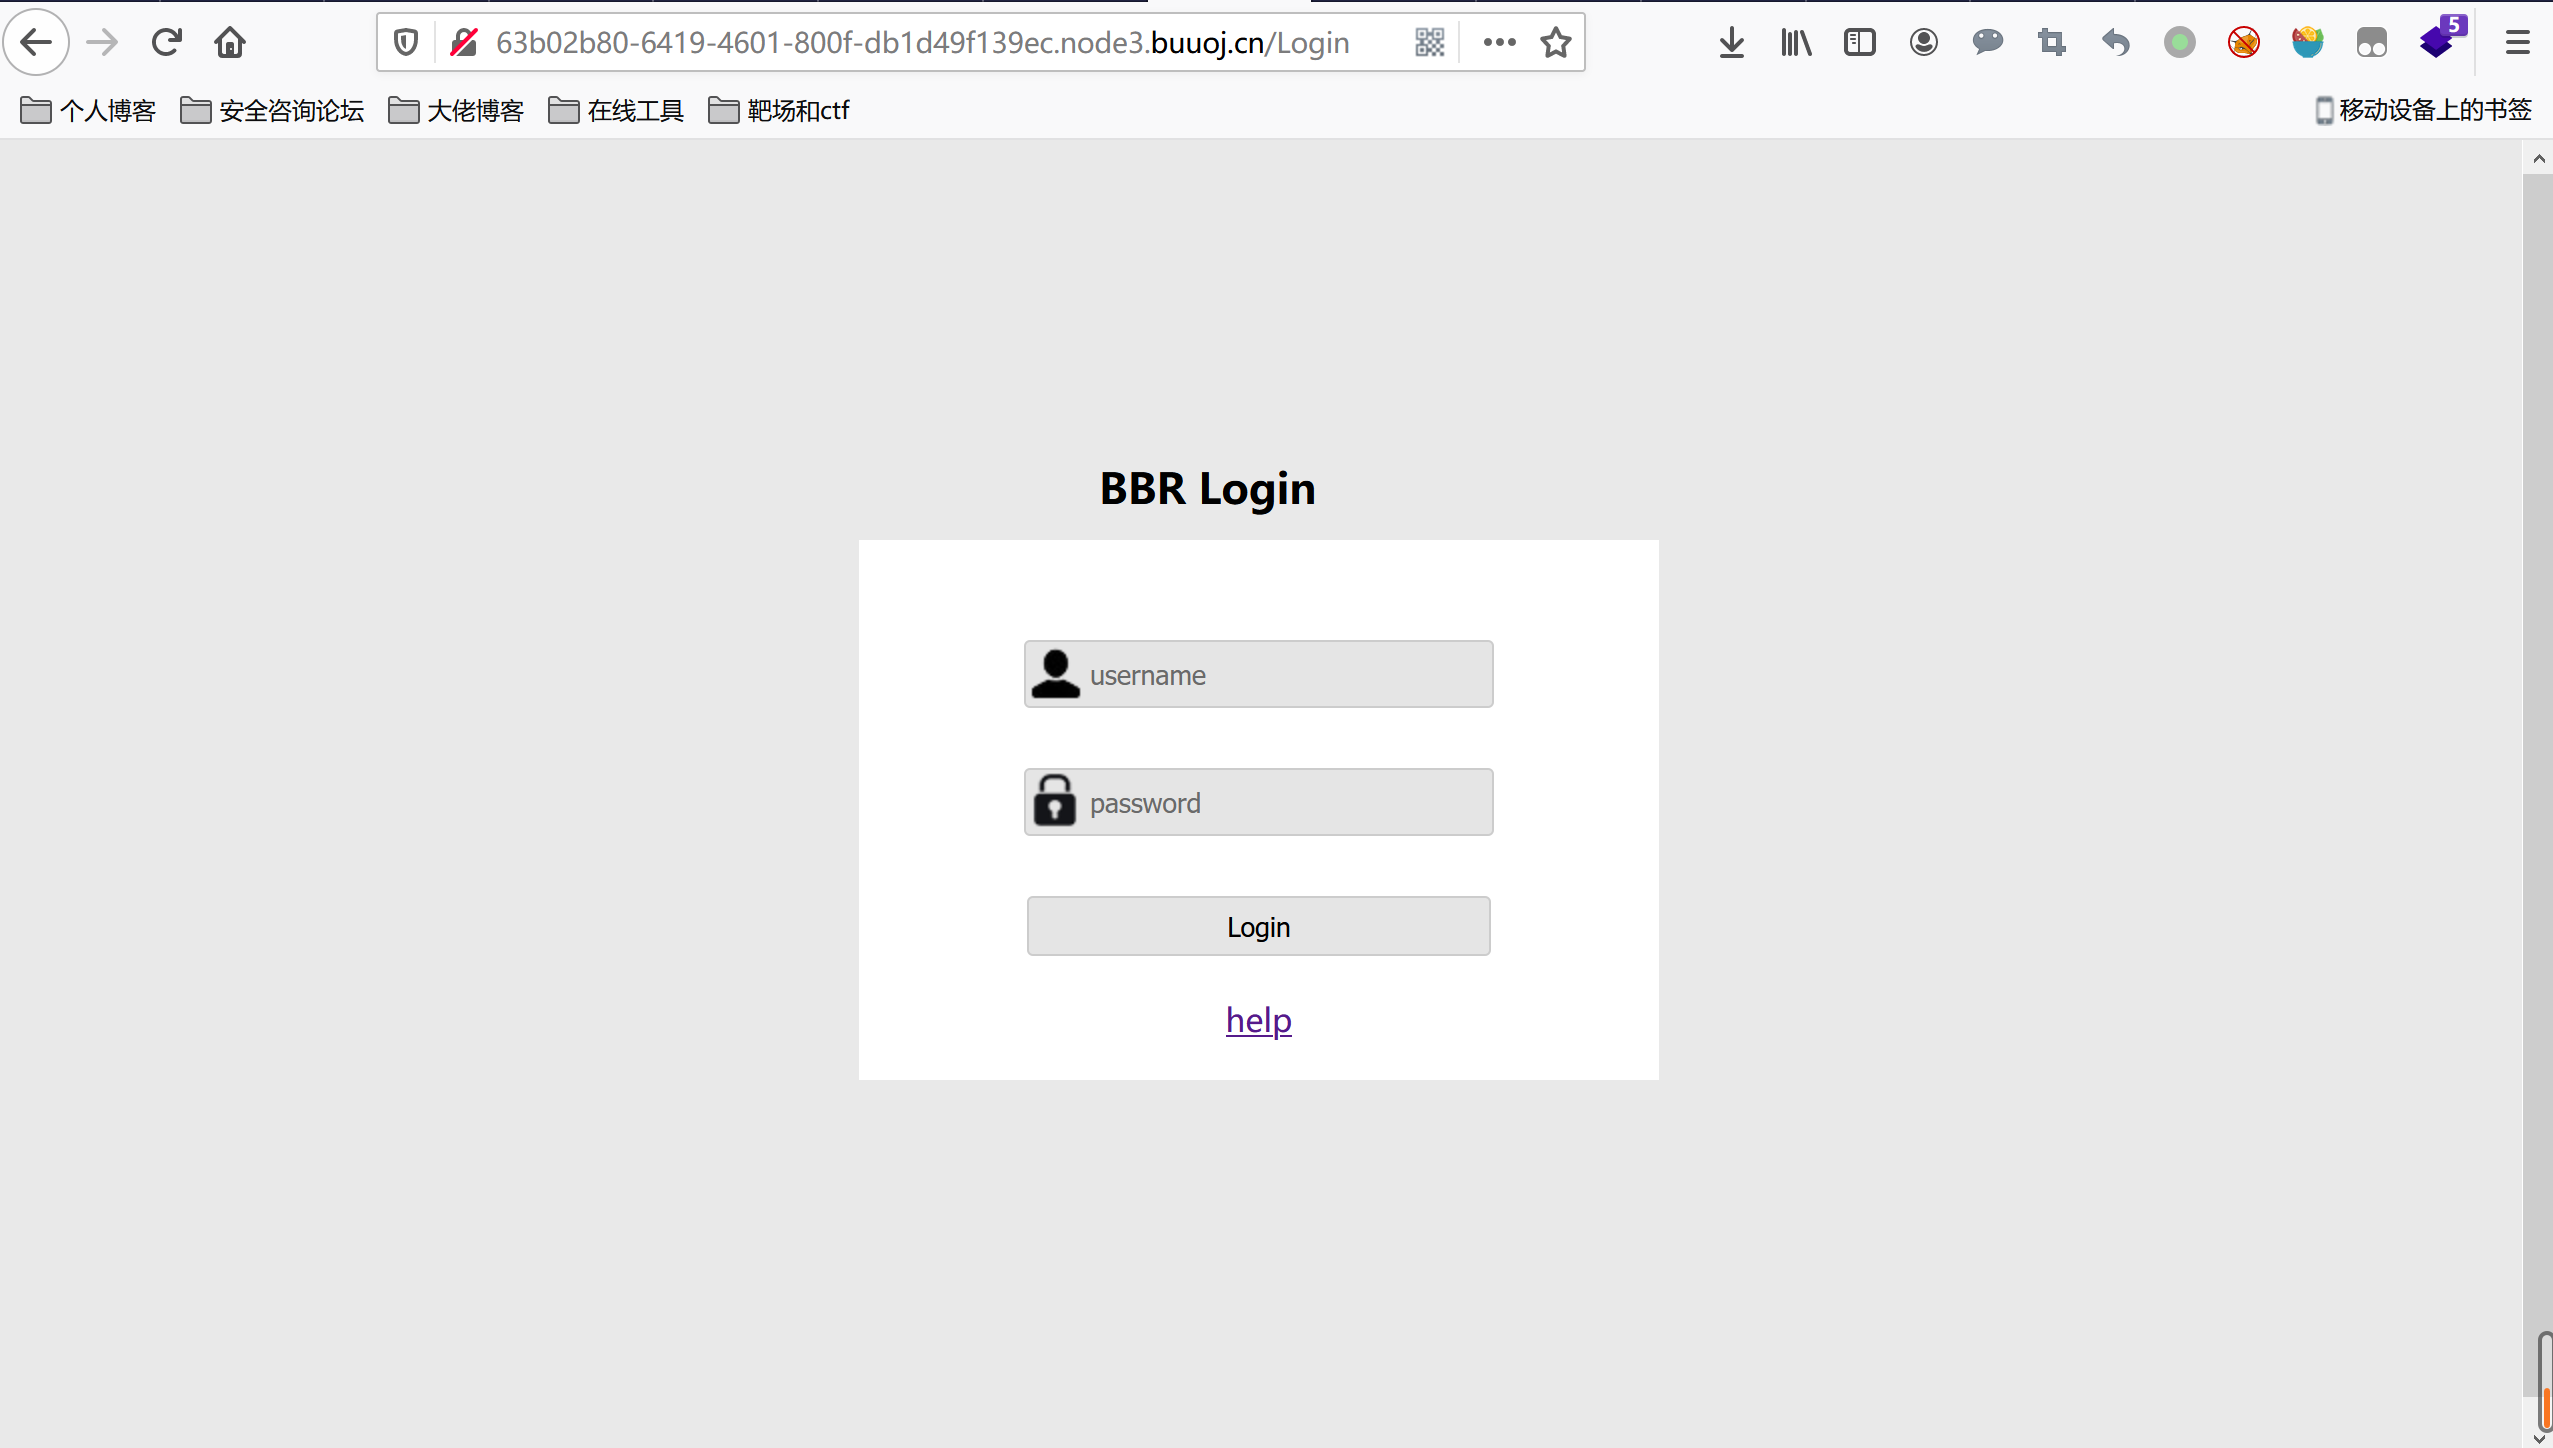 63b02b80-6419-4601-800f-db1d49f139ec.node3.buuoj.cn/Login
5
个人博客 安全咨询论坛 大佬博客 在线工具 靶场和ctf 移动设备上的书签
BBR Login
username
password
Login
help